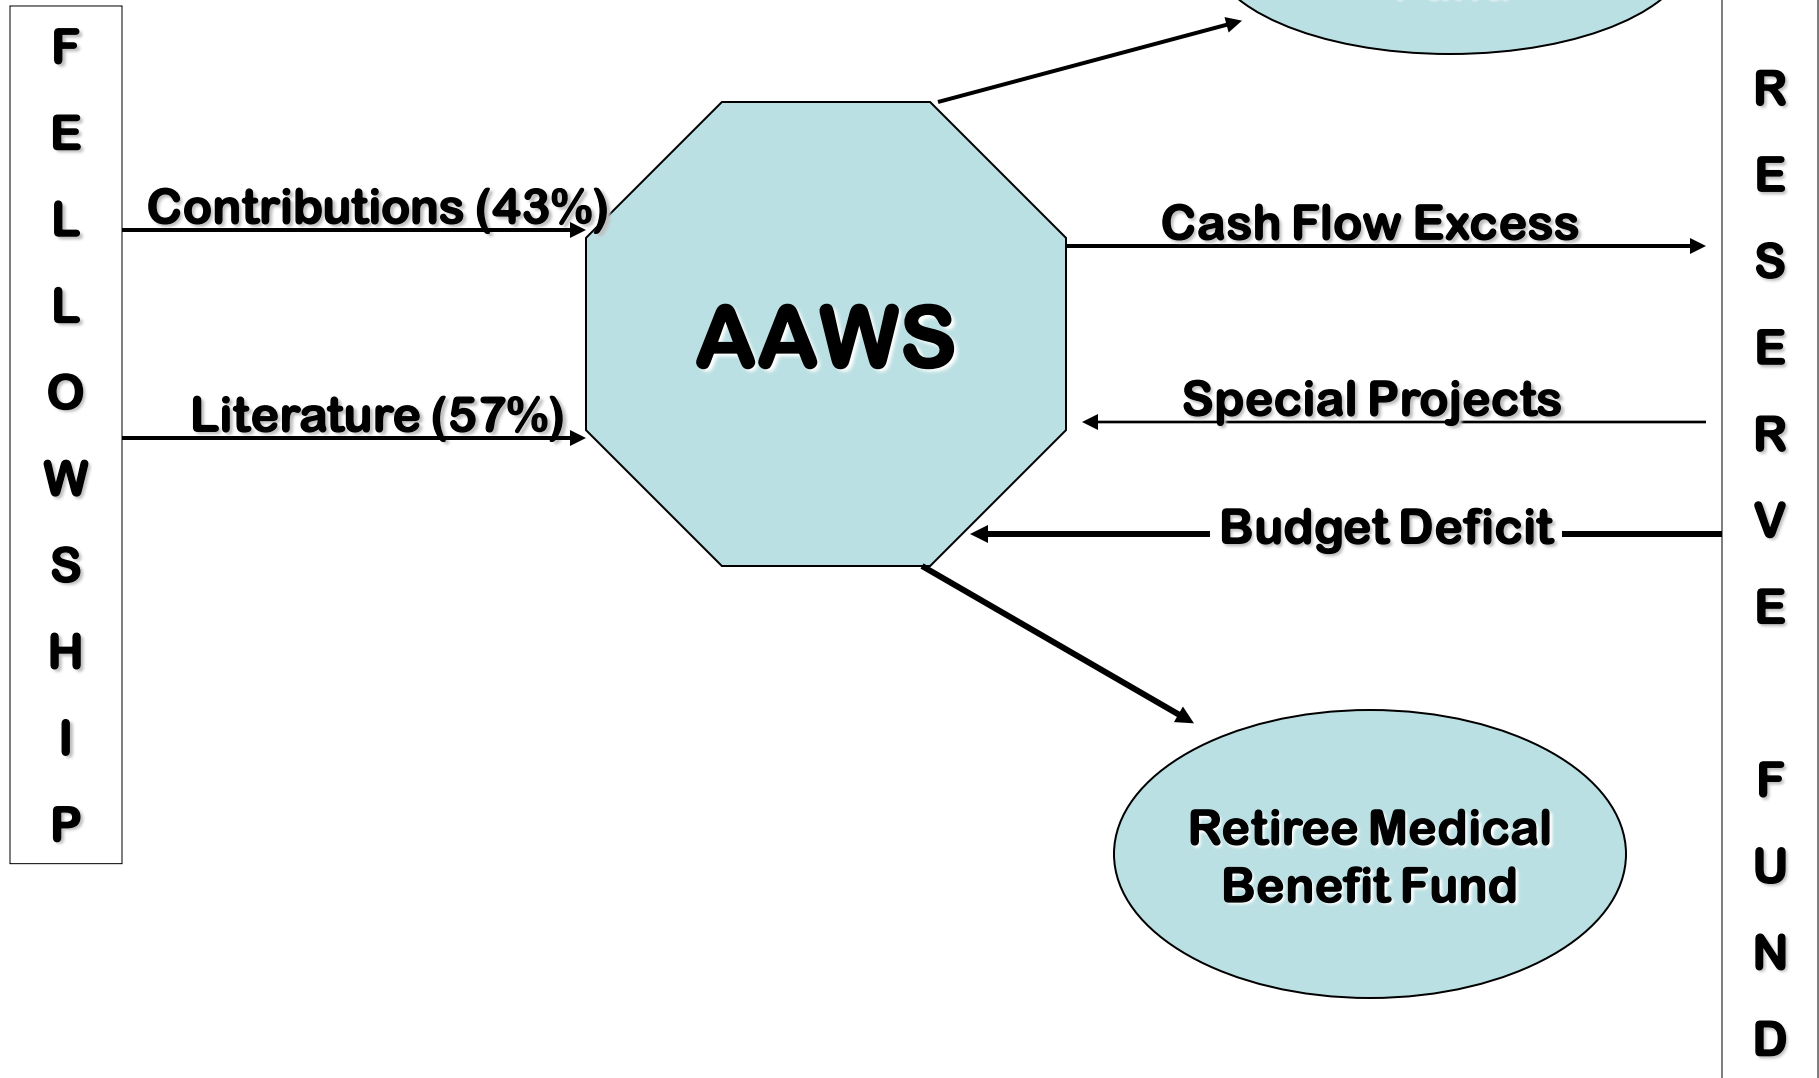 FELLOWSHIP
Contributions (43%)
Literature (57%)
AAWS
Cash Flow Excess
Special Projects
Budget Deficit
Retiree Medical
Benefit Fund
RESERVE FUND